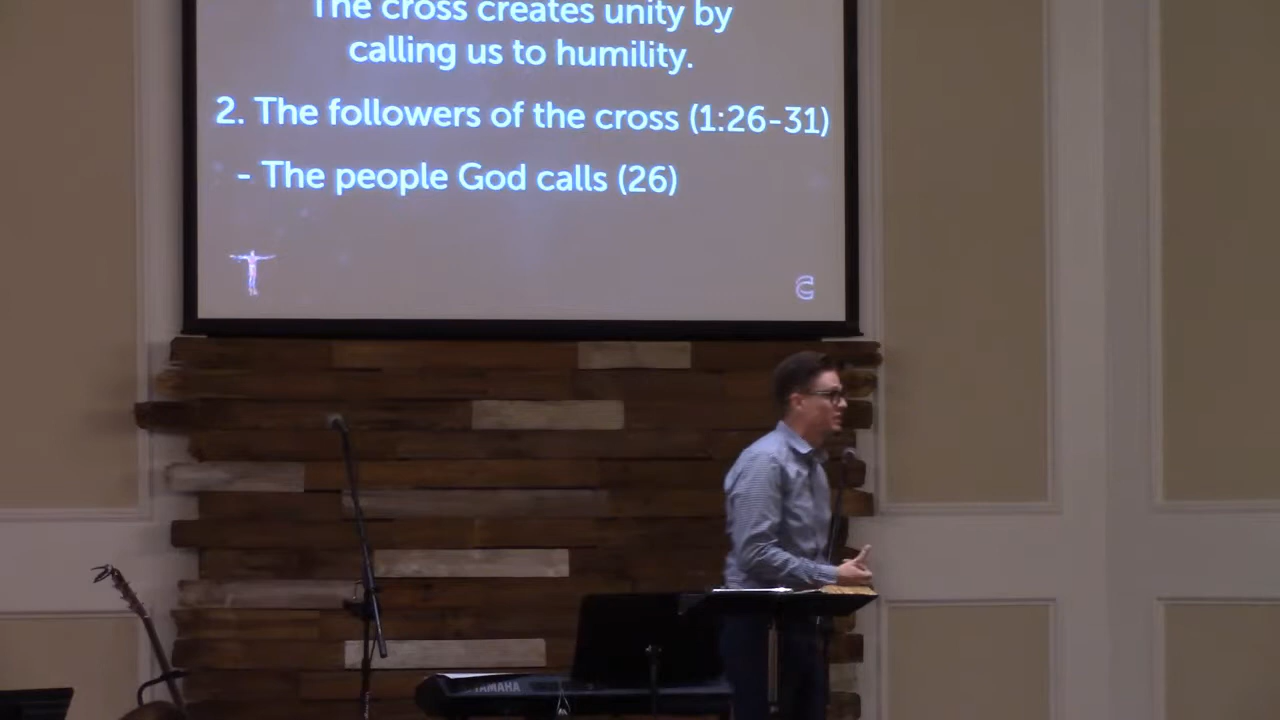 The cross creates unity by
calling us to humility.
2. The followers of the cross (1:26-31)
- The people God calls (26)
C
YAMAHA